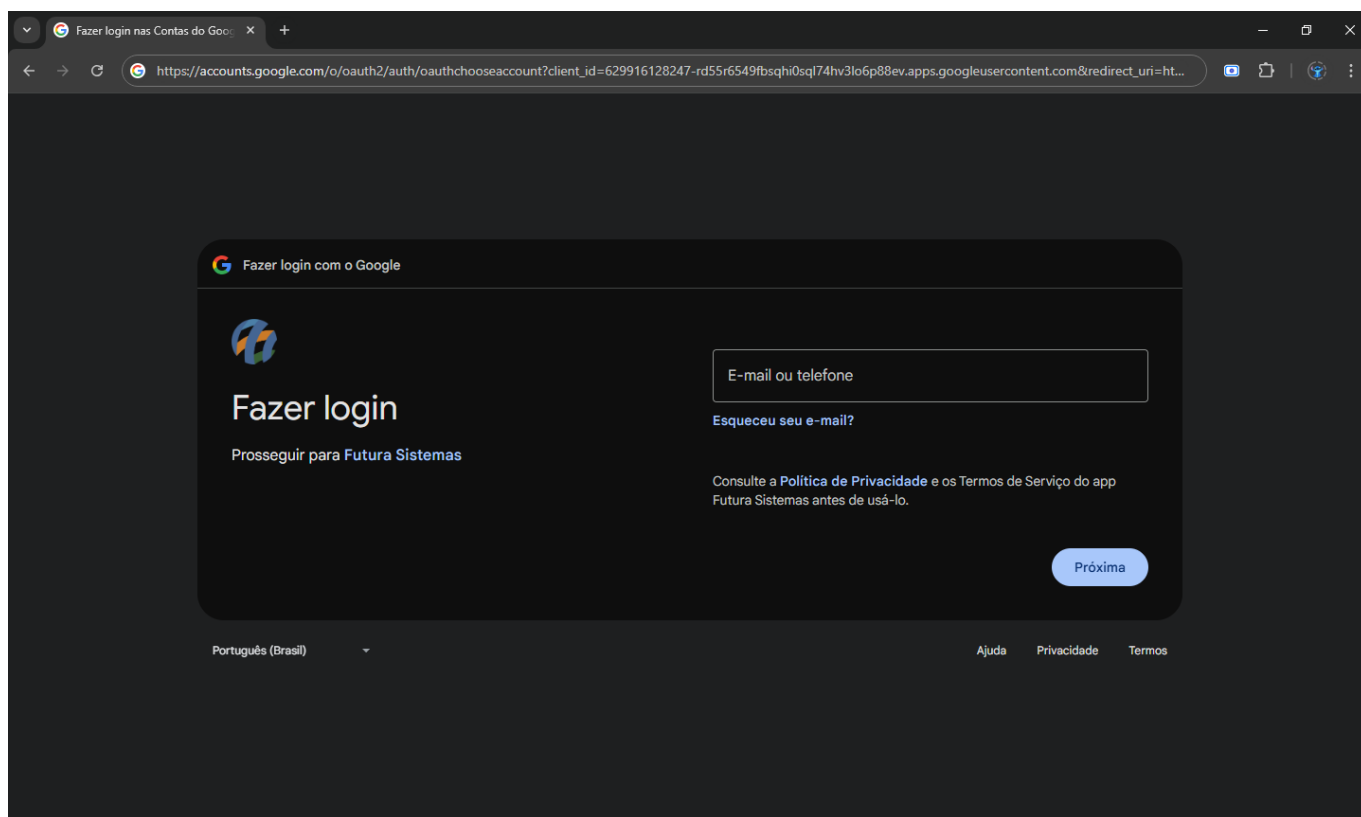 Fazer login nas Contas do Goog
https://accounts.google.com/o/oauth2/auth/oauthchooseaccount?client_id=629916128247-rd55r6549fbsqhi0sql74hv3lo6p88ev.apps.googleusercontent.com&redirect_uri=ht...
Fazer login com o Google
Fazer login
Prosseguir para Futura Sistemas
E-mail ou telefone
Esqueceu seu e-mail?
Consulte a Política de Privacidade e os Termos de Serviço do app
Futura Sistemas antes de usá-lo.
Próxima
Português (Brasil)
Ajuda Privacidade Termos